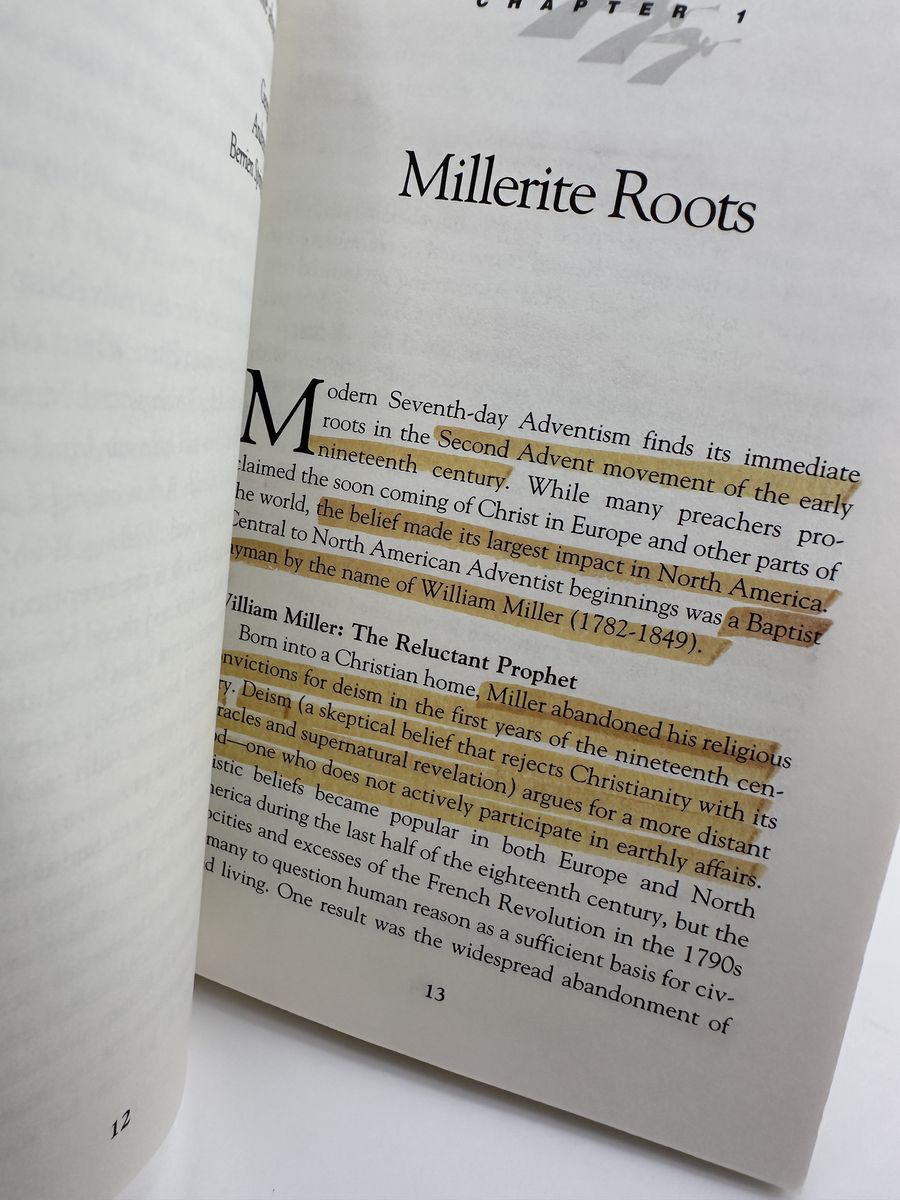 Berrien
12
CHAPTER 1
Millerite Roots
Modern Seventh-day Adventism finds its immediate
roots in the Second Advent movement of the early
nineteenth century. While many preachers pro-
claimed the soon coming of Christ in Europe and other parts of
he world, the belief made its largest impact in North America.
Central to North American Adventist beginnings was a Baptist
ayman by the name of William Miller (1782-1849).
William Miller: The Reluctant Prophet
Born into a Christian home, Miller abandoned his religious
nvictions for deism in the first years of the nineteenth cen-
ry. Deism (a skeptical belief that rejects Christianity with its
racles and supernatural revelation) argues for a more distant
od—one who does not actively participate in earthly affairs.
istic beliefs became popular in both Europe and North
merica during the last half of the eighteenth century, but the
ocities and excesses of the French Revolution in the 1790s
many to question human reason as a sufficient basis for civ-
d living. One result was the widespread abandonment of
13